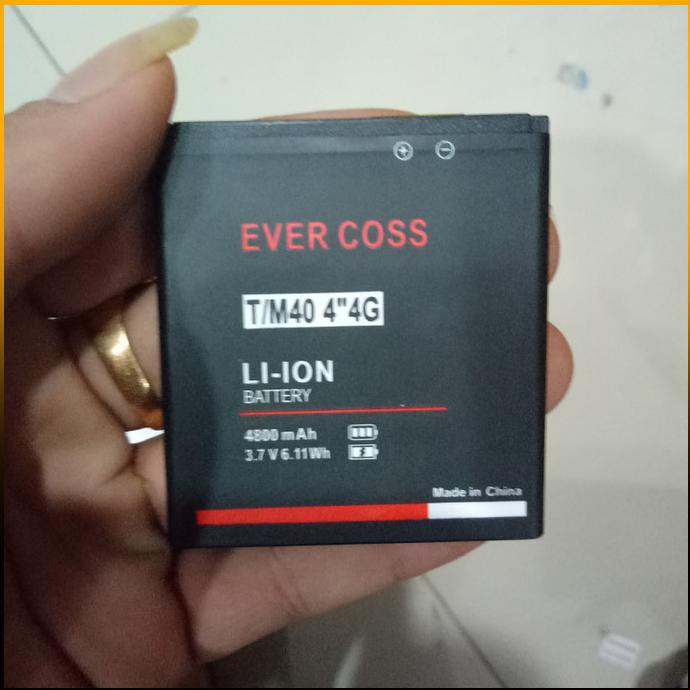 EVER COSS
T/M40 4"4G
LI-ION
BATTERY
4800 mAh
3.7 V 6.11Wh
Made in China